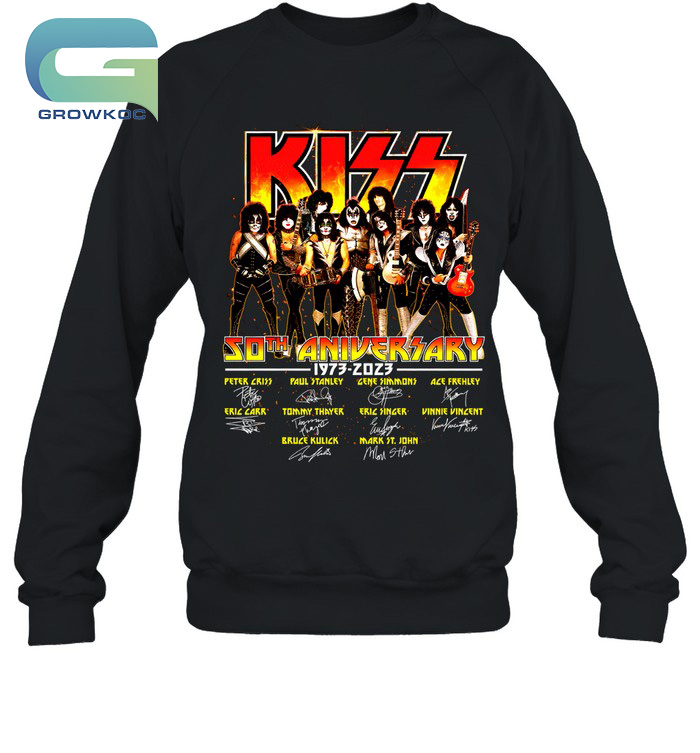 GROWKOC
KISS
50TH ANIVERSARY
1973-2023
PETER CRISS PAUL STANLEY GENE SIMMONS ACE FREHLEY
ERIC CARR TOMMY THAYER ERIC SINGER VINNIE VINCENT
BRUCE KULICK MARK ST. JOHN